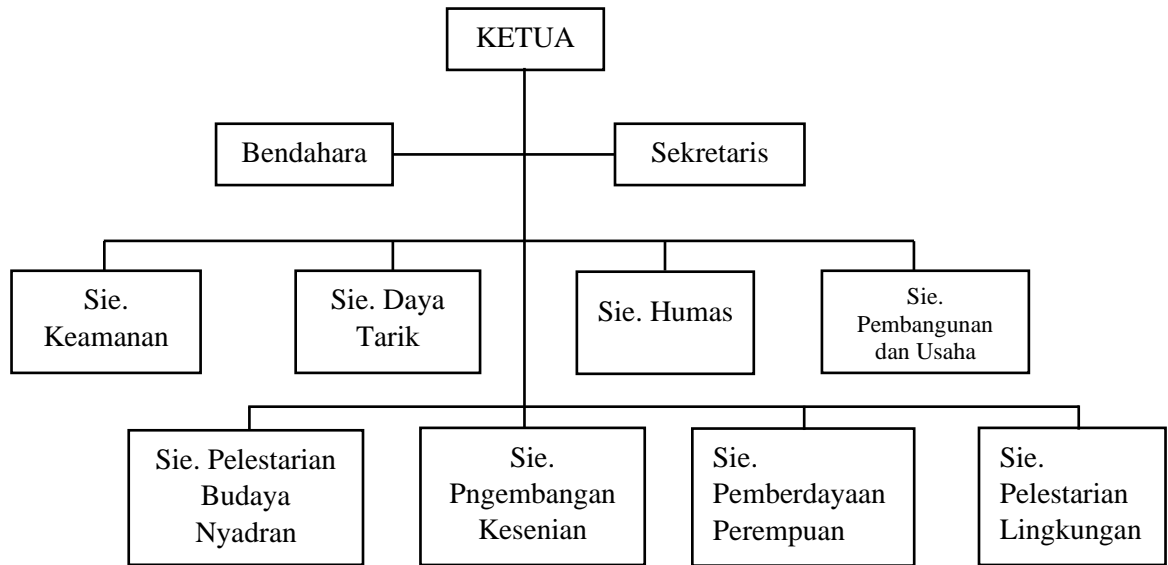 KETUA
Bendahara
Sekretaris
Sie.
Keamanan
Sie. Daya
Tarik
Sie. Humas
Sie.
Pembangunan
dan Usaha
Sie. Pelestarian
Budaya
Nyadran
Sie.
Pngembangan
Kesenian
Sie.
Pemberdayaan
Perempuan
Sie.
Pelestarian
Lingkungan